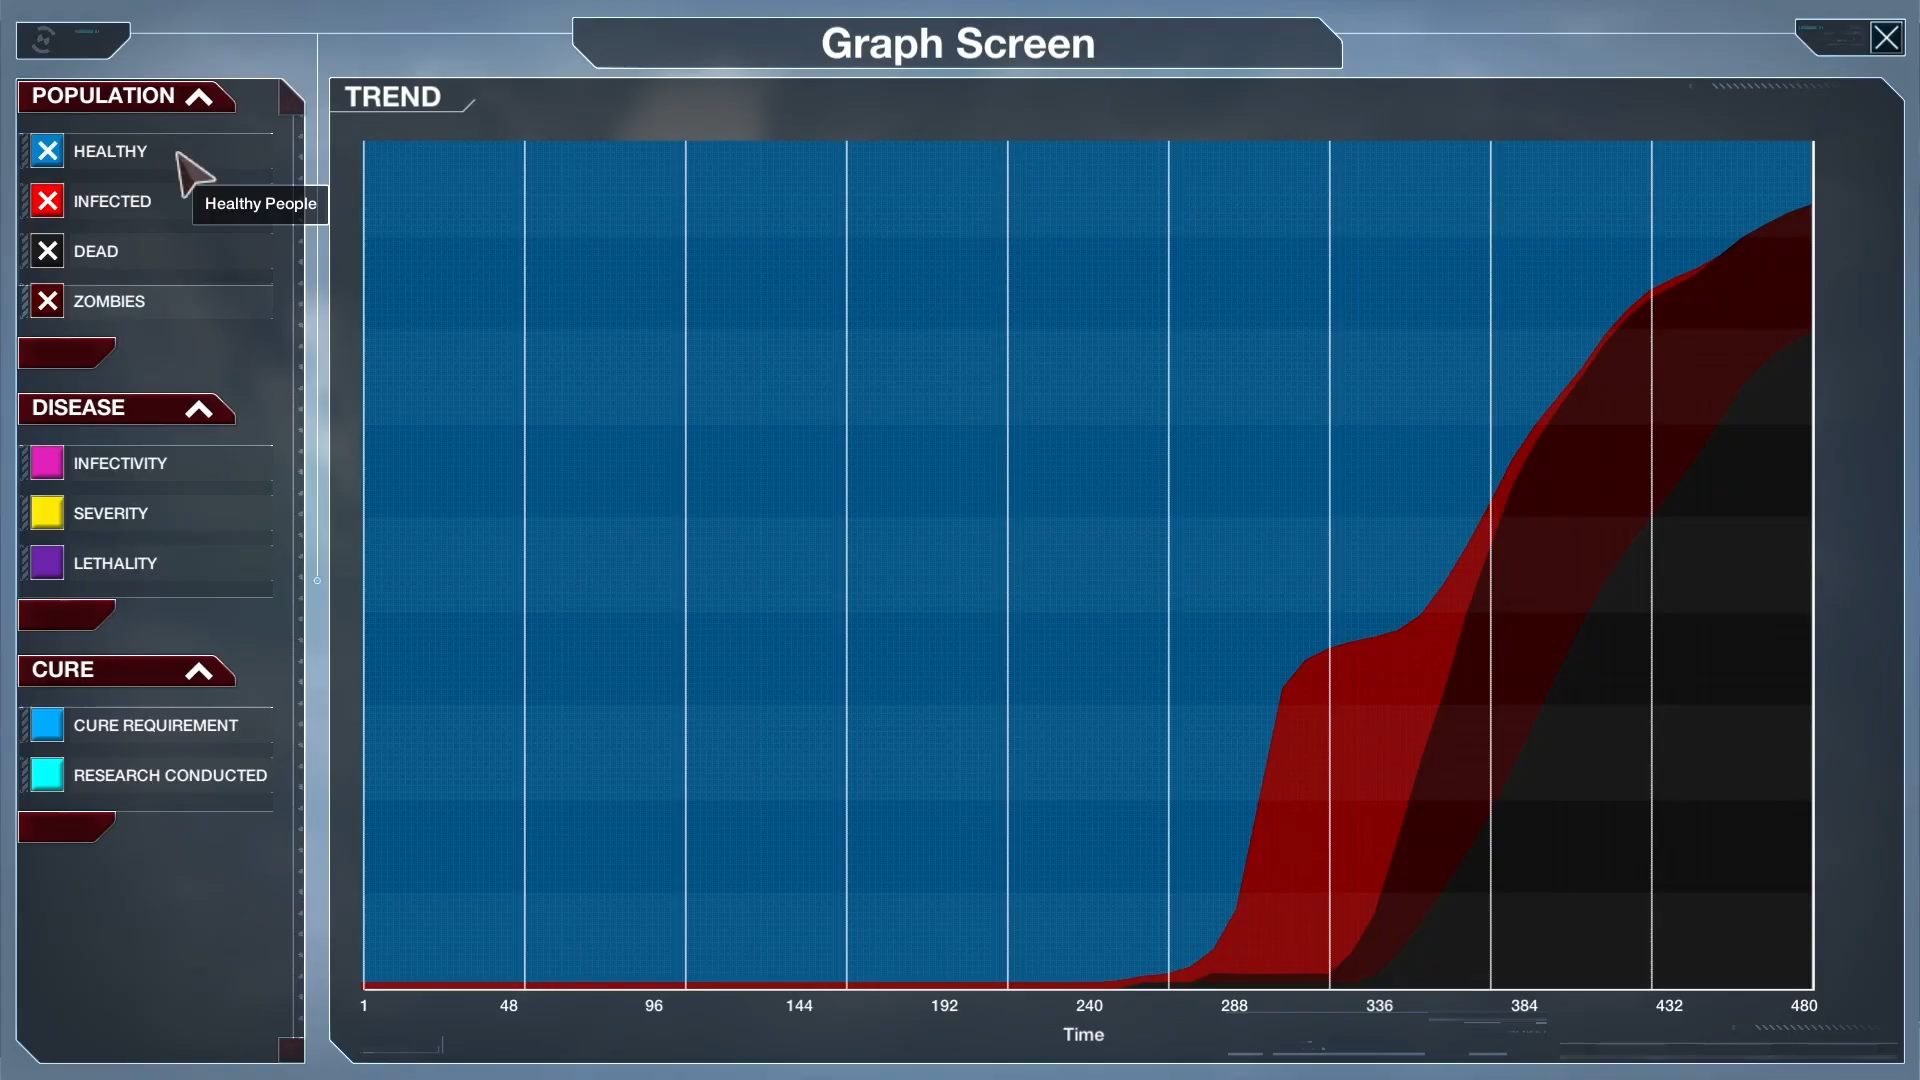 Graph Screen
POPULATION
HEALTHY
Healthy People
INFECTED
DEAD
ZOMBIES
DISEASE
INFECTIVITY
SEVERITY
LETHALITY
CURE
CURE REQUIREMENT
RESEARCH CONDUCTED
TREND
1 48 96 144 192 240 288 336 384 432 480
Time